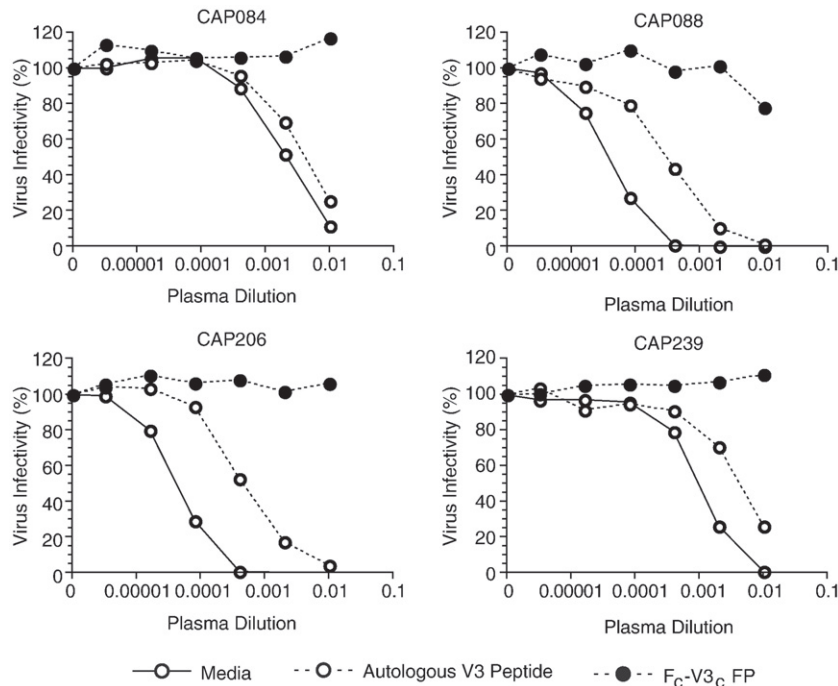 CAP084
Virus Infectivity (%)
120
100
80
60
40
20
0
0 0.00001 0.0001 0.001 0.01 0.1
Plasma Dilution
CAP088
Virus Infectivity (%)
120
100
80
60
40
20
0
0 0.00001 0.0001 0.001 0.01 0.1
Plasma Dilution
CAP206
Virus Infectivity (%)
120
100
80
60
40
20
0
0 0.00001 0.0001 0.001 0.01 0.1
Plasma Dilution
CAP239
Virus Infectivity (%)
120
100
80
60
40
20
0
0 0.00001 0.0001 0.001 0.01 0.1
Plasma Dilution
Media Autologous V3 Peptide Fc-V3c FP